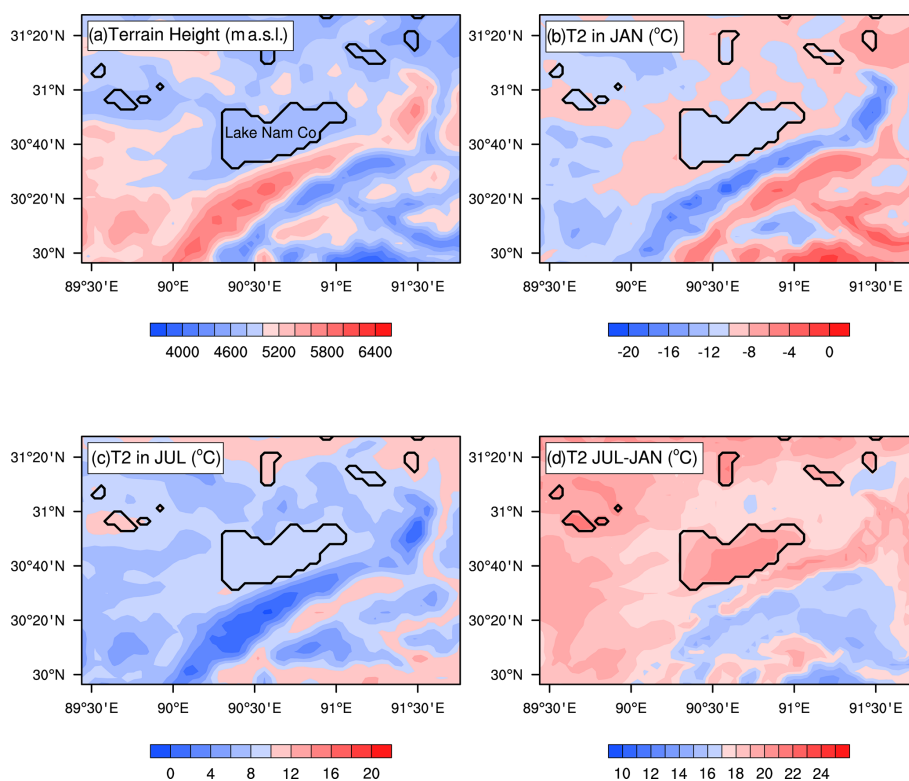 (a)Terrain Height (m a.s.l.)
31°20'N
31°N
30°40'N
30°20'N
30°N
Lake Nam Co
89°30'E 90°E 90°30'E 91°E 91°30'E
4000 4600 5200 5800 6400
(b)T2 in JAN (°C)
31°20'N
31°N
30°40'N
30°20'N
30°N
89°30'E 90°E 90°30'E 91°E 91°30'E
-20 -16 -12 -8 -4 0
(c)T2 in JUL (°C)
31°20'N
31°N
30°40'N
30°20'N
30°N
89°30'E 90°E 90°30'E 91°E 91°30'E
0 4 8 12 16 20
(d)T2 JUL-JAN (°C)
31°20'N
31°N
30°40'N
30°20'N
30°N
89°30'E 90°E 90°30'E 91°E 91°30'E
10 12 14 16 18 20 22 24